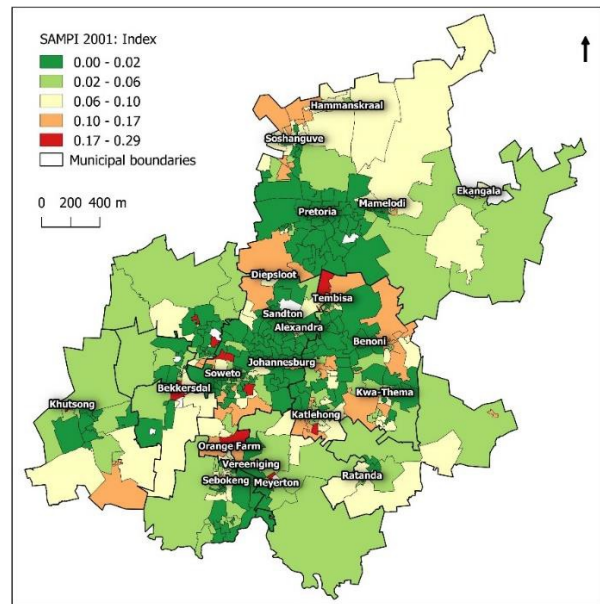 SAMPI 2001: Index
0.00 - 0.02
0.02 - 0.06
0.06 - 0.10
0.10 - 0.17
0.17 - 0.29
Municipal boundaries
0 200 400 m
Hammanskraal
Soshanguve
Ekangala
Mamelodi
Pretoria
Diepsloot
Tembisa
Sandton
Alexandra
Benoni
Johannesburg
Soweto
Bekkersdal
Kwa-Thema
Khutsong
Katlehong
Orange Farm
Vereeniging
Ratanda
Sebokeng
Meyerton